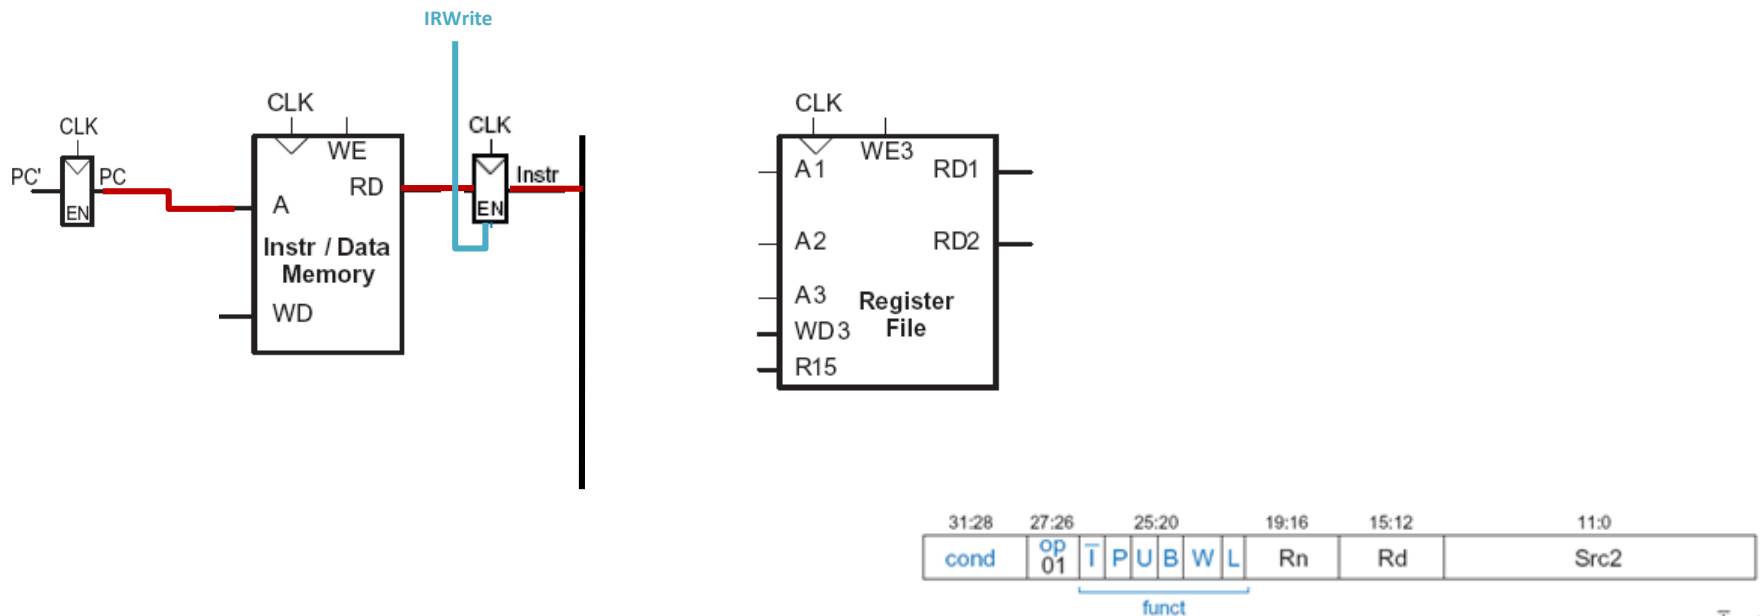 IRWrite
CLK
CLK
CLK
CLK
PC'
PC
EN
WE
RD
A
Instr / Data
Memory
WD
Instr
EN
A1
WE3
RD1
A2
RD2
A3
Register
File
WD3
R15
31:28
27:26
25:20
19:16
15:12
11:0
cond
op
01
I̅
P
U
B
W
L
Rn
Rd
Src2
funct